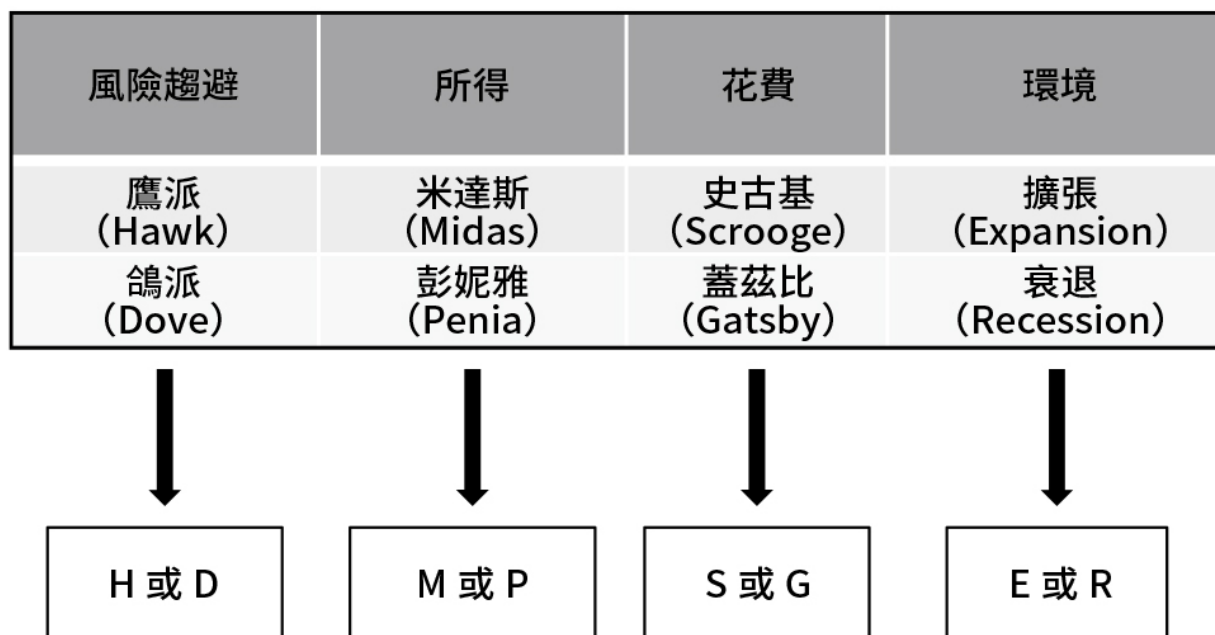 風險趨避
所得
花費
環境
鷹派
(Hawk)
米達斯
(Midas)
史古基
(Scrooge)
擴張
(Expansion)
鴿派
(Dove)
彭妮雅
(Penia)
蓋茲比
(Gatsby)
衰退
(Recession)
H 或 D
M 或 P
S 或 G
E 或 R